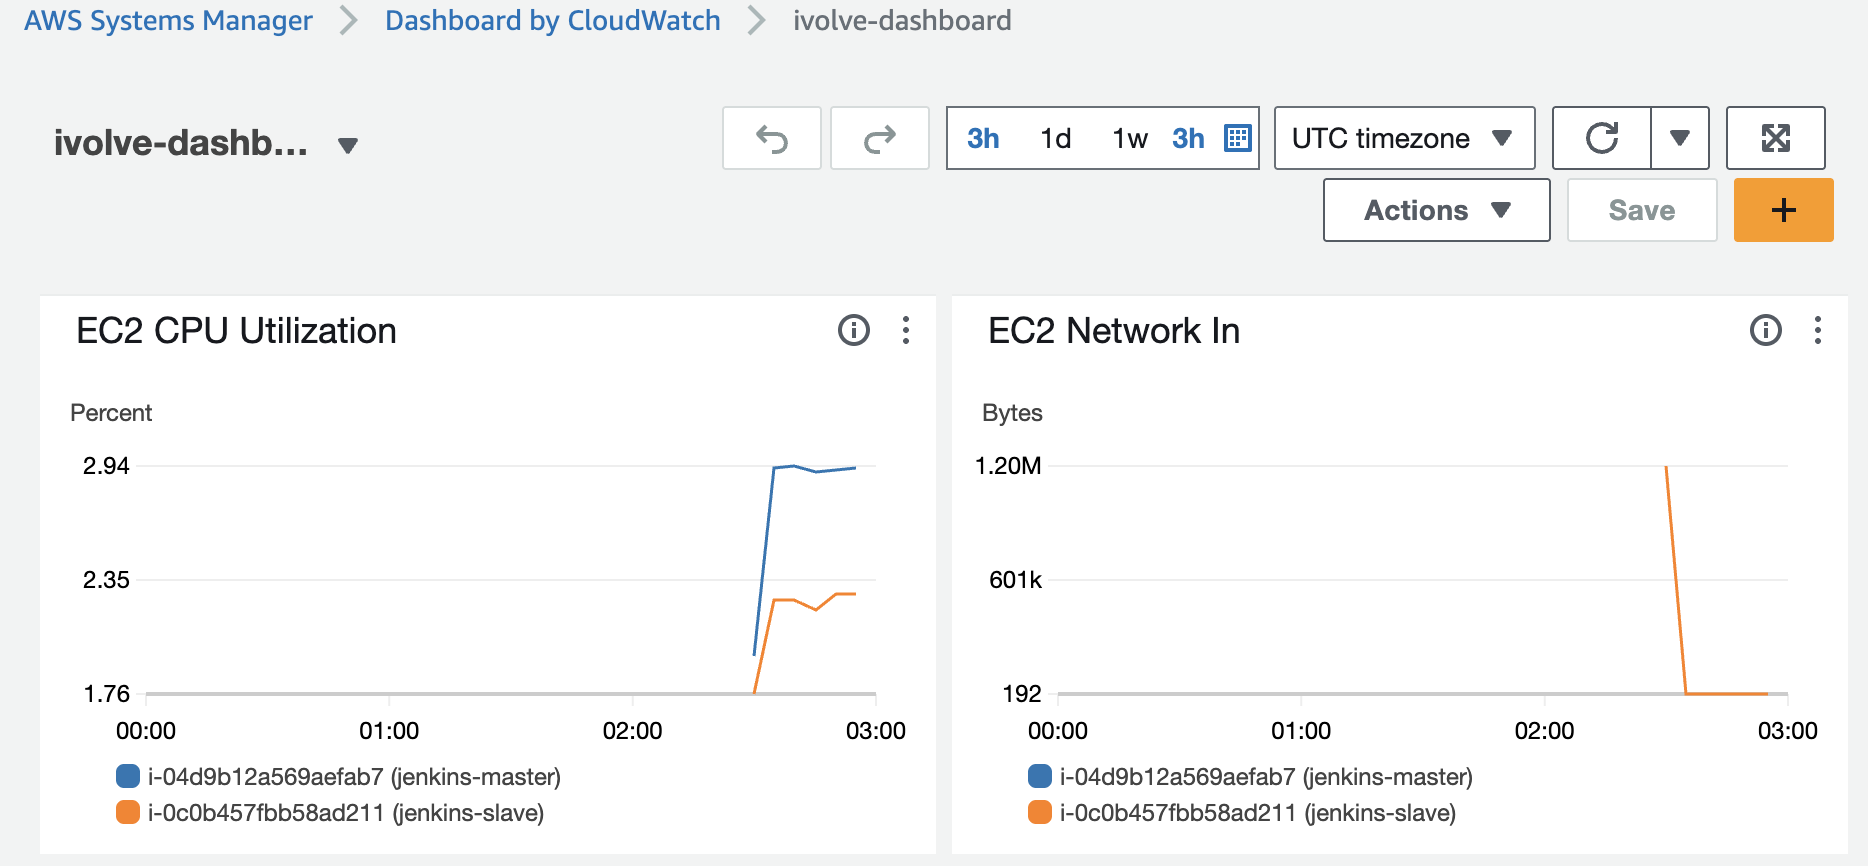 AWS Systems Manager Dashboard by CloudWatch ivolve-dashboard
ivolve-dashb... 3h 1d 1w 3h UTC timezone
Actions Save +
EC2 CPU Utilization
Percent
2.94
2.35
1.76
00:00 01:00 02:00 03:00
i-04d9b12a569aefab7 (jenkins-master)
i-0c0b457fbb58ad211 (jenkins-slave)
EC2 Network In
Bytes
1.20M
601k
192
00:00 01:00 02:00 03:00
i-04d9b12a569aefab7 (jenkins-master)
i-0c0b457fbb58ad211 (jenkins-slave)